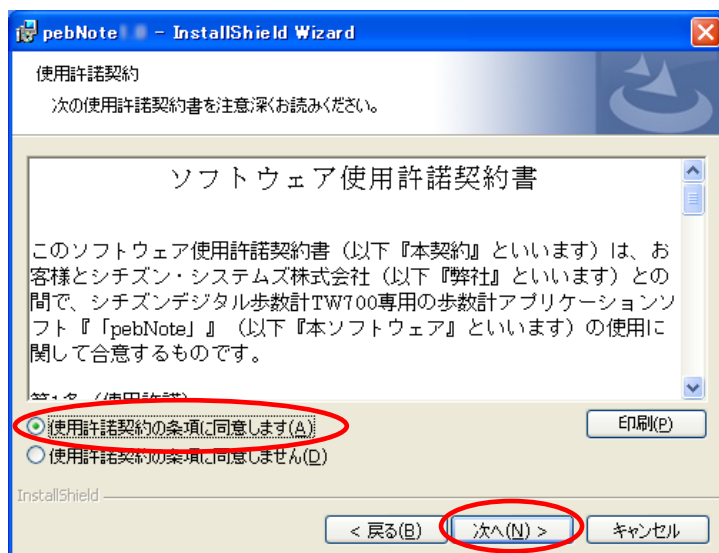 pebNote - InstallShield Wizard
使用許諾契約
次の使用許諾契約書を注意深くお読みください。
ソフトウェア使用許諾契約書
このソフトウェア使用許諾契約書（以下『本契約』といいます）は、お
客様とシチズン・システムズ株式会社（以下『弊社』といいます）との
間で、シチズンデジタル歩数計TW700専用の歩数計アプリケーションソ
フト『「pebNote」』（以下『本ソフトウェア』といいます）の使用に
関して合意するものです。
使用許諾契約の条項に同意します(A)
印刷(P)
使用許諾契約の条項に同意しません(D)
InstallShield
< 戻る(B)
次へ(N) >
キャンセル